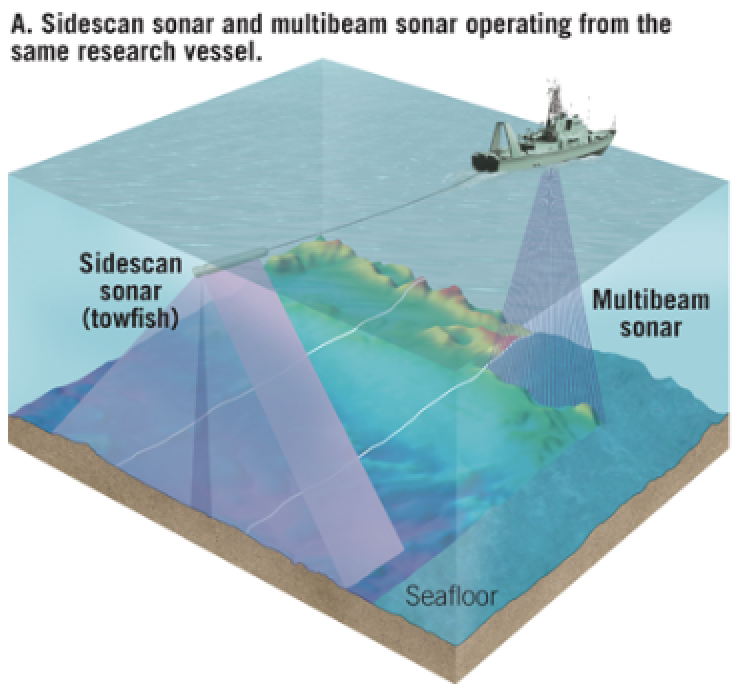 A. Sidescan sonar and multibeam sonar operating from the
same research vessel.
Sidescan
sonar
(towfish)
Multibeam
sonar
Seafloor